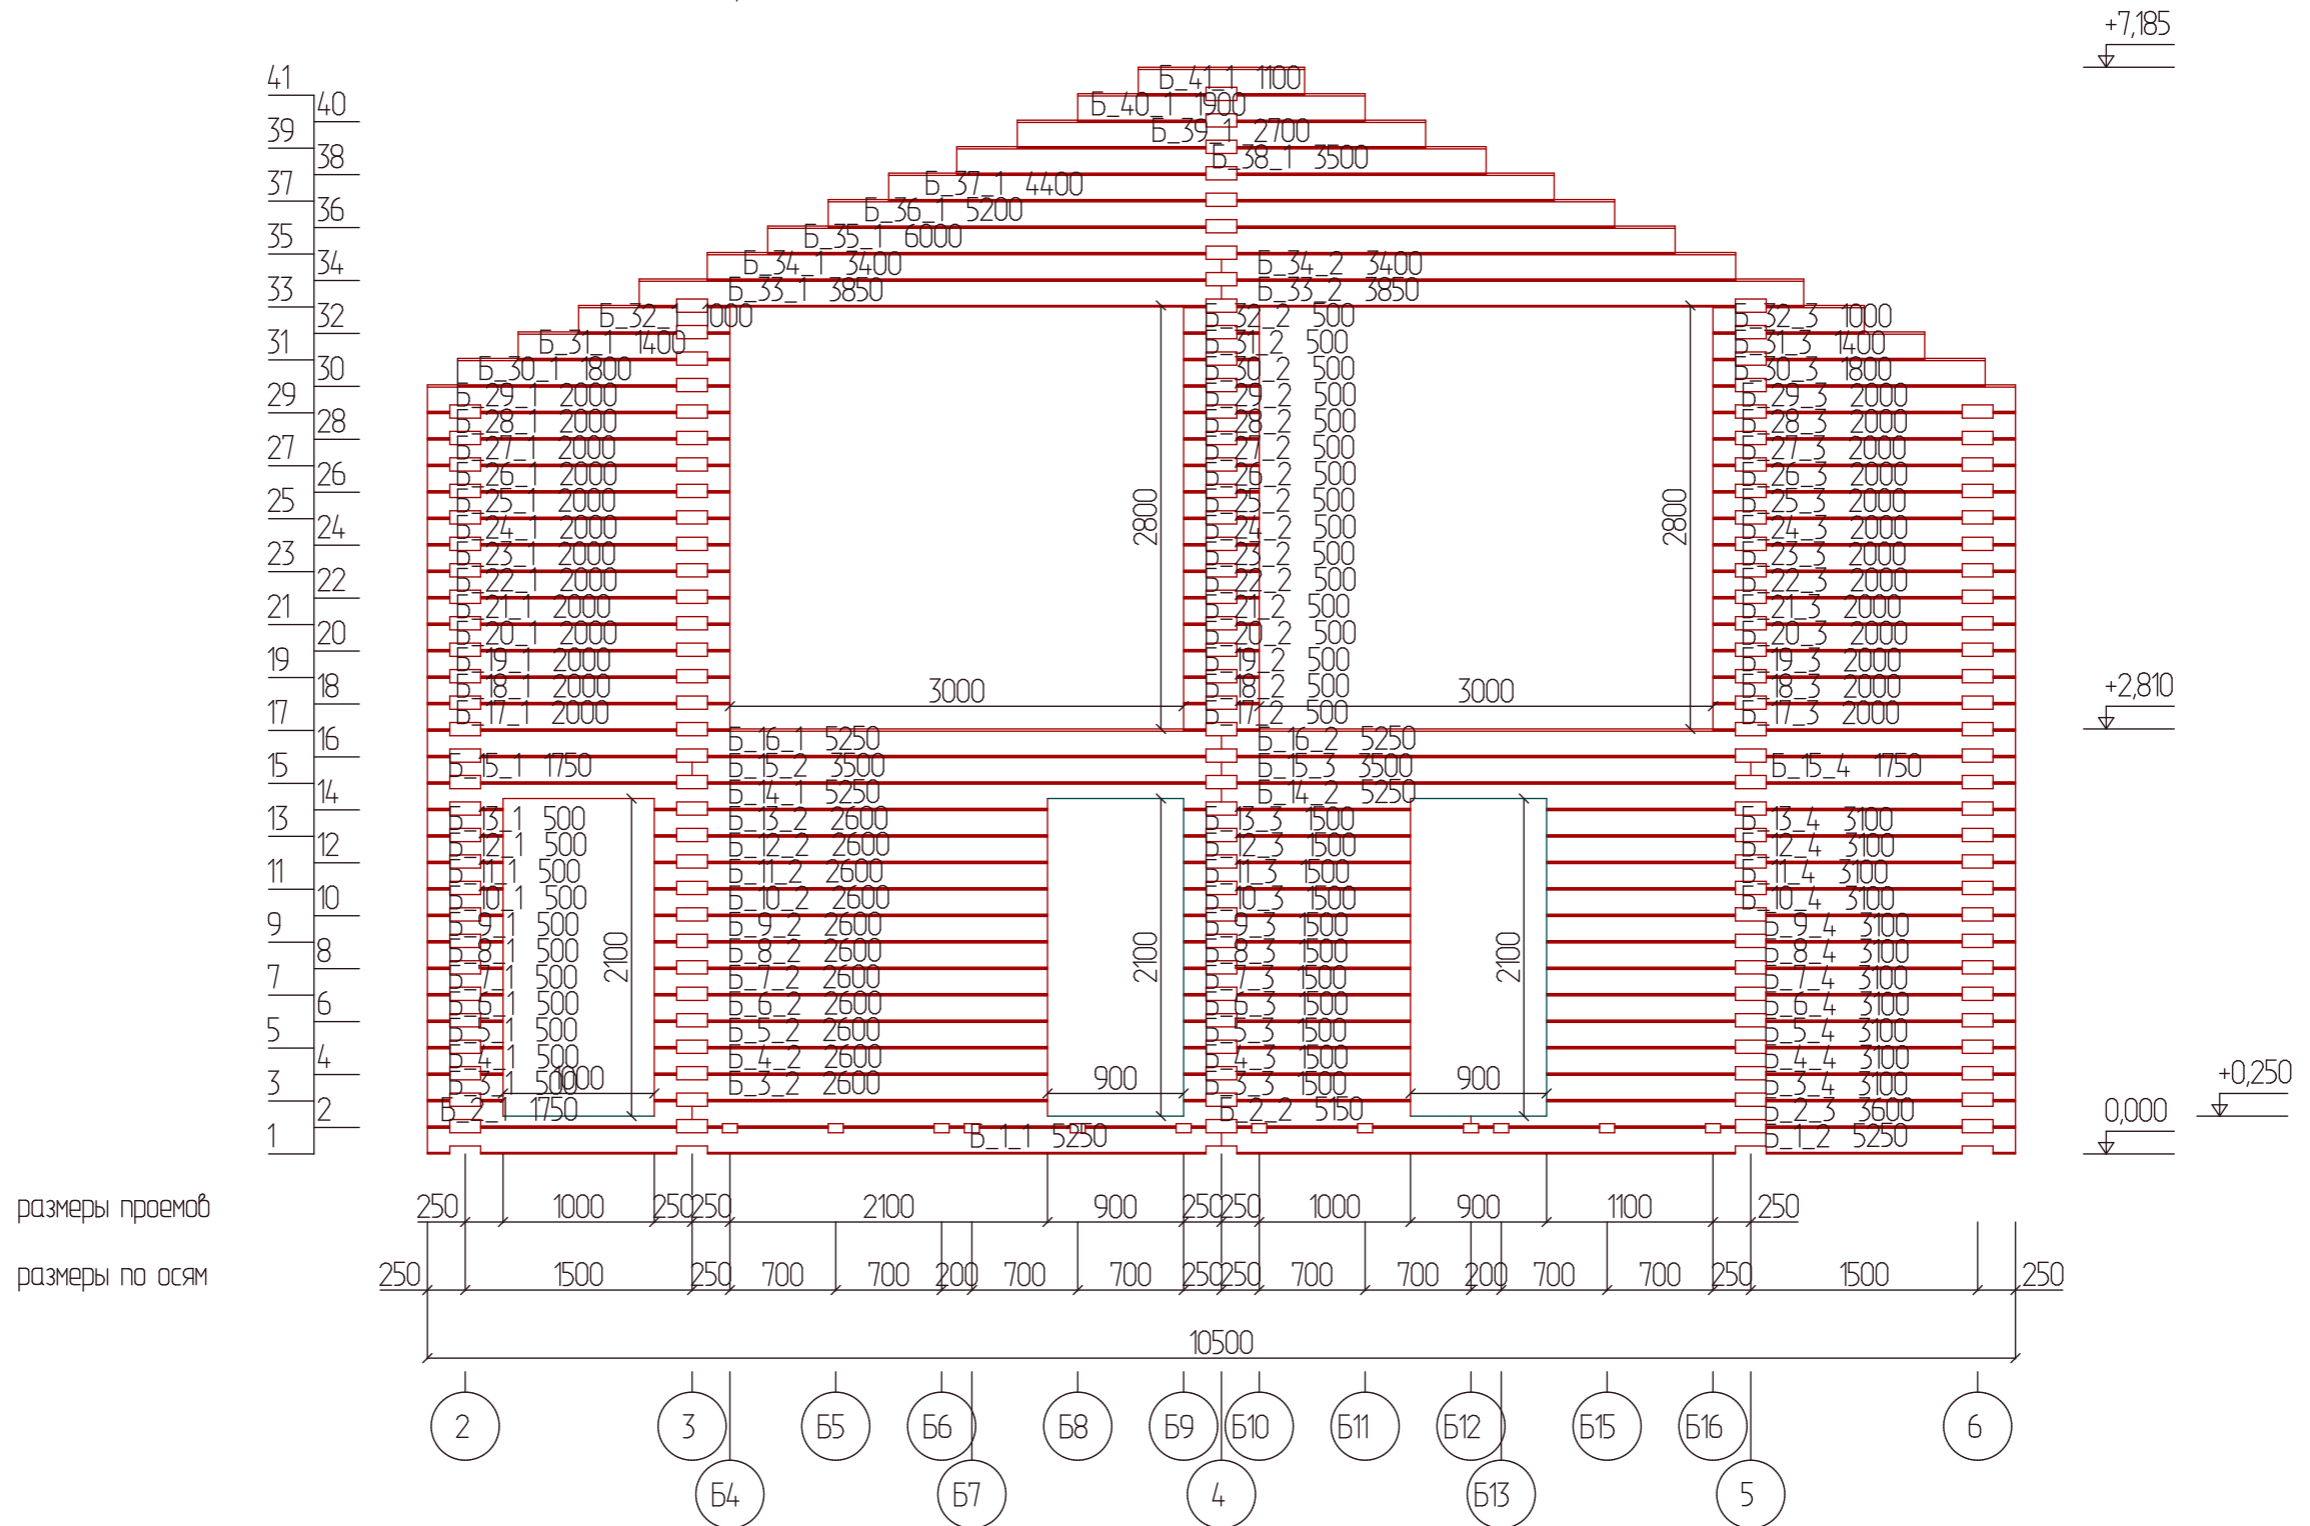 +7,185
41 Б_41_1 1100
40 Б_40_1 1900
39 Б_39_1 2700
38 Б_38_1 3500
37 Б_37_1 4400
36 Б_36_1 5200
35 Б_35_1 6000
34 Б_34_1 3400 Б_34_2 3400
33 Б_33_1 3850 Б_33_2 3850
32 Б_32_1 1000 Б_32_2 500 Б_32_3 1000
31 Б_31_1 1400 Б_31_2 500 Б_31_3 1400
30 Б_30_1 1800 Б_30_2 500 Б_30_3 1800
29 Б_29_1 2000 Б_29_2 500 Б_29_3 2000
28 Б_28_1 2000 Б_28_2 500 Б_28_3 2000
27 Б_27_1 2000 Б_27_2 500 Б_27_3 2000
26 Б_26_1 2000 Б_26_2 500 Б_26_3 2000
25 Б_25_1 2000 2800 Б_25_2 500 2800 Б_25_3 2000
24 Б_24_1 2000 Б_24_2 500 Б_24_3 2000
23 Б_23_1 2000 Б_23_2 500 Б_23_3 2000
22 Б_22_1 2000 Б_22_2 500 Б_22_3 2000
21 Б_21_1 2000 Б_21_2 500 Б_21_3 2000
20 Б_20_1 2000 Б_20_2 500 Б_20_3 2000
19 Б_19_1 2000 Б_19_2 500 Б_19_3 2000
18 Б_18_1 2000 3000 Б_18_2 500 3000 Б_18_3 2000 +2,810
17 Б_17_1 2000 Б_17_2 500 Б_17_3 2000
16 Б_16_1 5250 Б_16_2 5250
15 Б_15_1 1750 Б_15_2 3500 Б_15_3 3500 Б_15_4 1750
14 Б_14_1 5250 Б_14_2 5250
13 Б_13_1 500 Б_13_2 2600 Б_13_3 1500 Б_13_4 3100
12 Б_12_1 500 Б_12_2 2600 Б_12_3 1500 Б_12_4 3100
11 Б_11_1 500 Б_11_2 2600 Б_11_3 1500 Б_11_4 3100
10 Б_10_1 500 Б_10_2 2600 Б_10_3 1500 Б_10_4 3100
9 Б_9_1 500 Б_9_2 2600 Б_9_3 1500 Б_9_4 3100
8 Б_8_1 500 2100 Б_8_2 2600 2100 Б_8_3 1500 2100 Б_8_4 3100
7 Б_7_1 500 Б_7_2 2600 Б_7_3 1500 Б_7_4 3100
6 Б_6_1 500 Б_6_2 2600 Б_6_3 1500 Б_6_4 3100
5 Б_5_1 500 Б_5_2 2600 Б_5_3 1500 Б_5_4 3100
4 Б_4_1 500 Б_4_2 2600 Б_4_3 1500 Б_4_4 3100
3 Б_3_1 500 1000 Б_3_2 2600 900 Б_3_3 1500 900 Б_3_4 3100 +0,250
2 Б_2_1 1750 Б_2_2 5150 Б_2_3 3600 0,000
1 Б_1_1 5250 Б_1_2 5250
размеры проемов 250 1000 250 250 2100 900 250 250 1000 900 1100 250
размеры по осям 250 1500 250 700 700 200 700 700 250 250 700 700 200 700 700 250 1500 250
10500
2 3 Б5 Б6 Б8 Б9 Б10 Б11 Б12 Б15 Б16 6
Б4 Б7 4 Б13 5